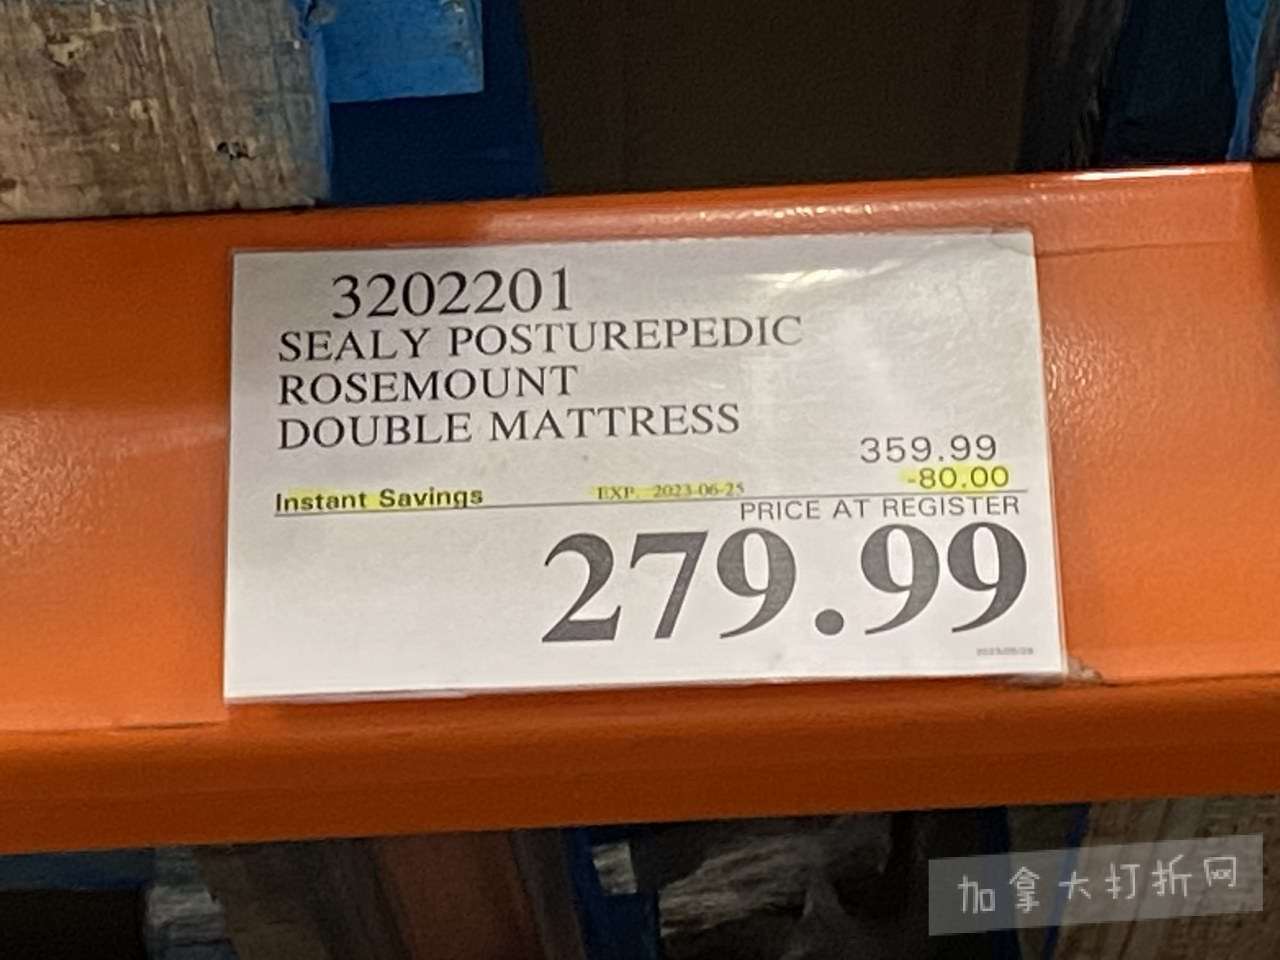 3202201
SEALY POSTUREPEDIC
ROSEMOUNT
DOUBLE MATTRESS
359.99
Instant Savings EXP. 2023-06-25 -80.00
PRICE AT REGISTER
279.99
加拿大打折网